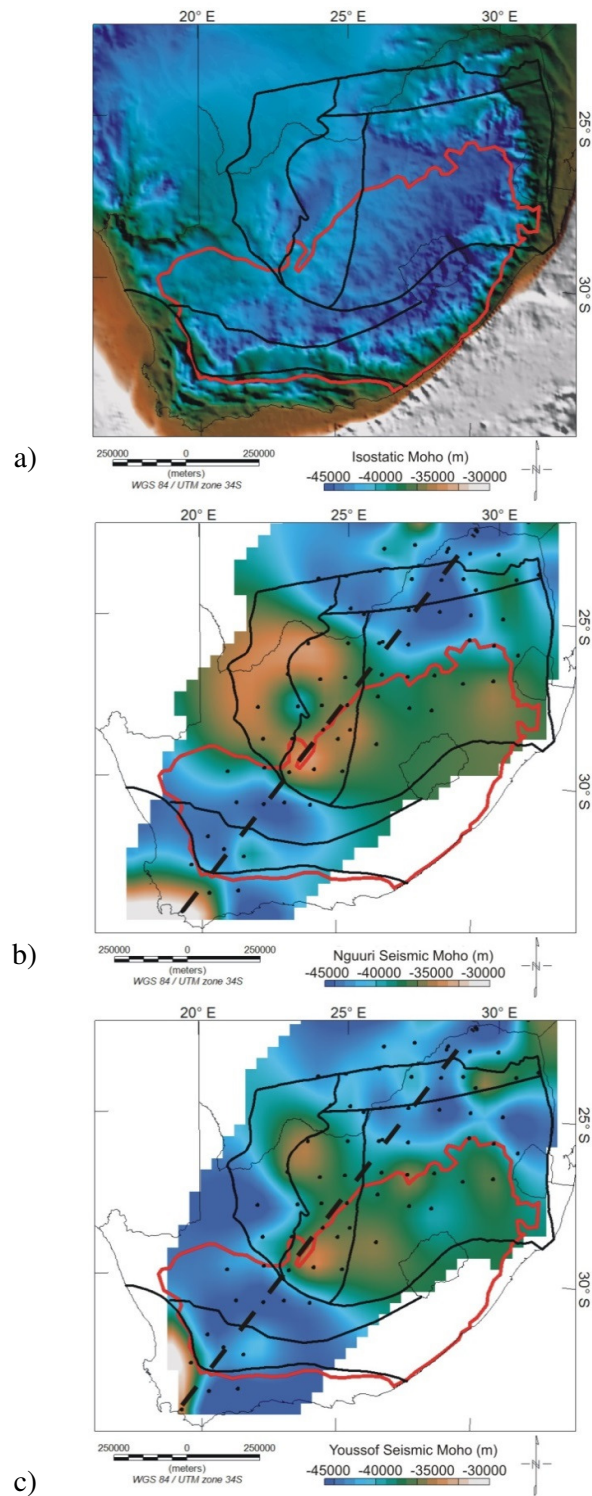 20° E 25° E 30° E
25° S
30° S
a)
250000 0 250000
(meters)
WGS 84 / UTM zone 34S
Isostatic Moho (m)
-45000 -40000 -35000 -30000
N
20° E 25° E 30° E
25° S
30° S
b)
250000 0 250000
(meters)
WGS 84 / UTM zone 34S
Nguuri Seismic Moho (m)
-45000 -40000 -35000 -30000
N
20° E 25° E 30° E
25° S
30° S
c)
250000 0 250000
(meters)
WGS 84 / UTM zone 34S
Youssof Seismic Moho (m)
-45000 -40000 -35000 -30000
N